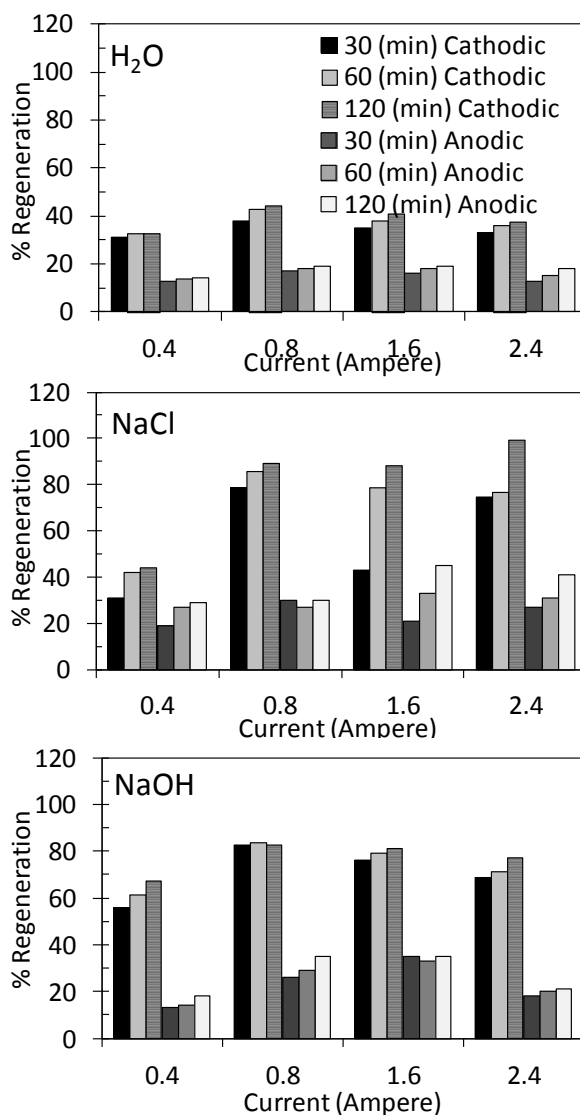 120
100
80
60
40
20
0
% Regeneration
H₂O
30 (min) Cathodic
60 (min) Cathodic
120 (min) Cathodic
30 (min) Anodic
60 (min) Anodic
120 (min) Anodic
0.4 0.8 1.6 2.4
Current (Ampere)
120
100
80
60
40
20
0
% Regeneration
NaCl
0.4 0.8 1.6 2.4
Current (Ampere)
120
100
80
60
40
20
0
% Regeneration
NaOH
0.4 0.8 1.6 2.4
Current (Ampere)